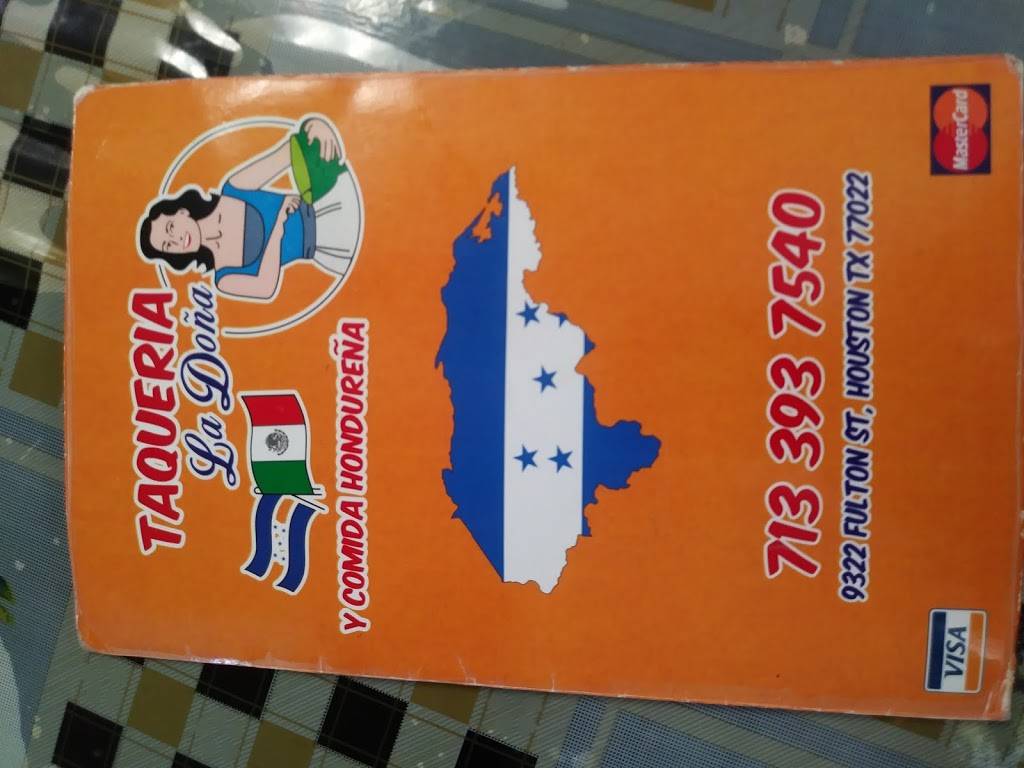 TAQUERIA
La Doña
Y COMIDA HONDUREÑA
713 393 7540
9322 FULTON ST, HOUSTON TX 77022
VISA
MasterCard